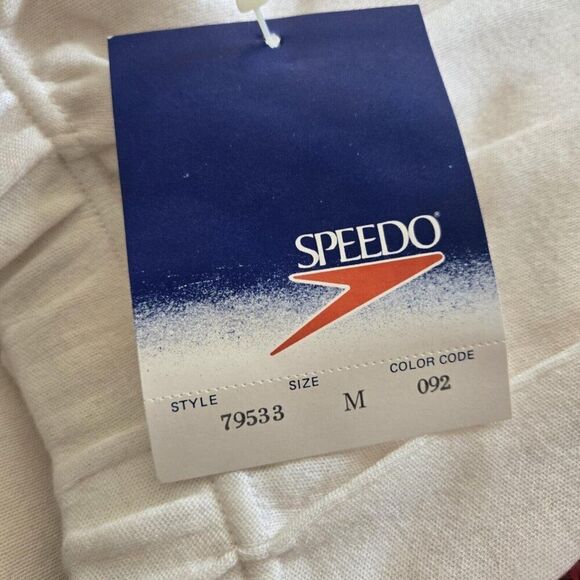 SPEEDO®
STYLE SIZE COLOR CODE
79533 M 092